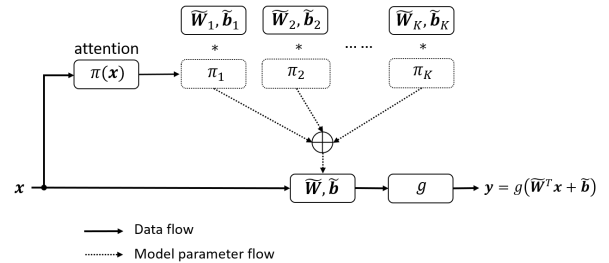 W̃₁, b̃₁ W̃₂, b̃₂ W̃_K, b̃_K
* * ··· ··· *
attention
π(x) π₁ π₂ π_K
x W̃, b̃ g y = g(W̃ᵀx + b̃)
Data flow
Model parameter flow